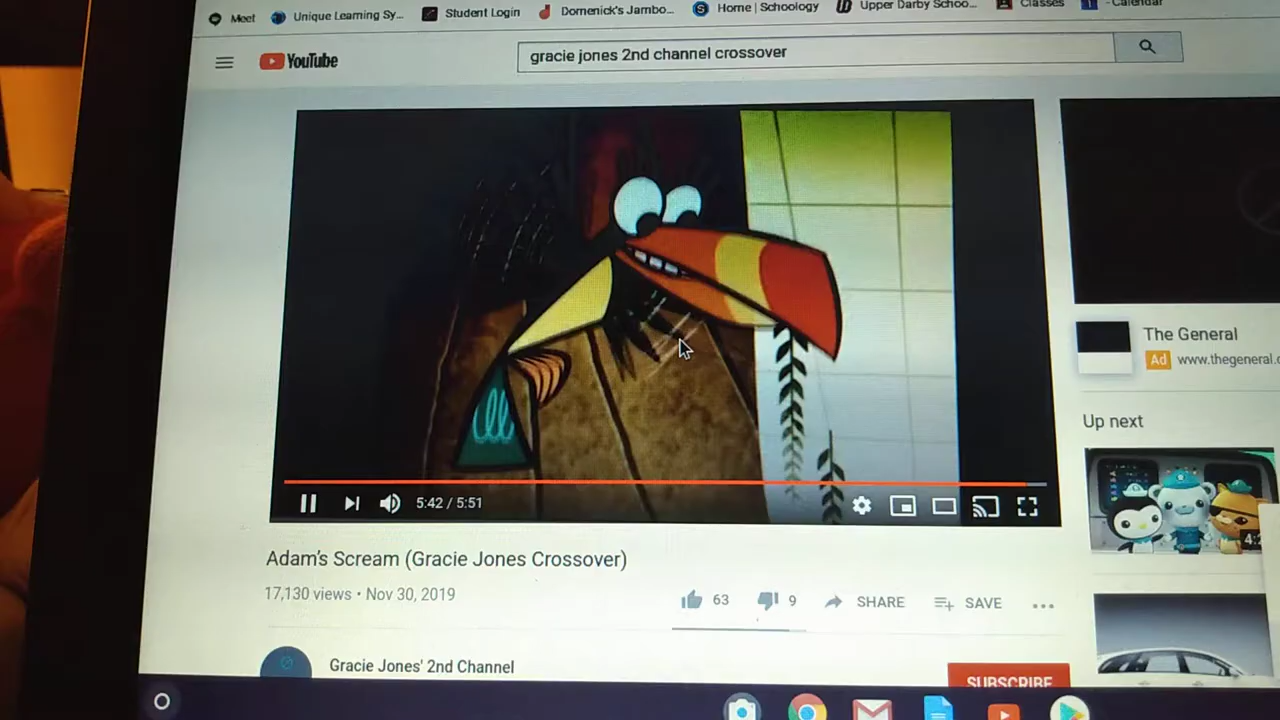 Meet
Unique Learning Sy...
Student Login
Domenick's Jambo...
Home | Schoology
Upper Darby Schoo...
Classes
- Calendar
YouTube
gracie jones 2nd channel crossover
5:42 / 5:51
The General
Ad www.thegeneral.c
Up next
Adam's Scream (Gracie Jones Crossover)
17,130 views • Nov 30, 2019
63
9
SHARE
SAVE
Gracie Jones' 2nd Channel
SUBSCRIBE